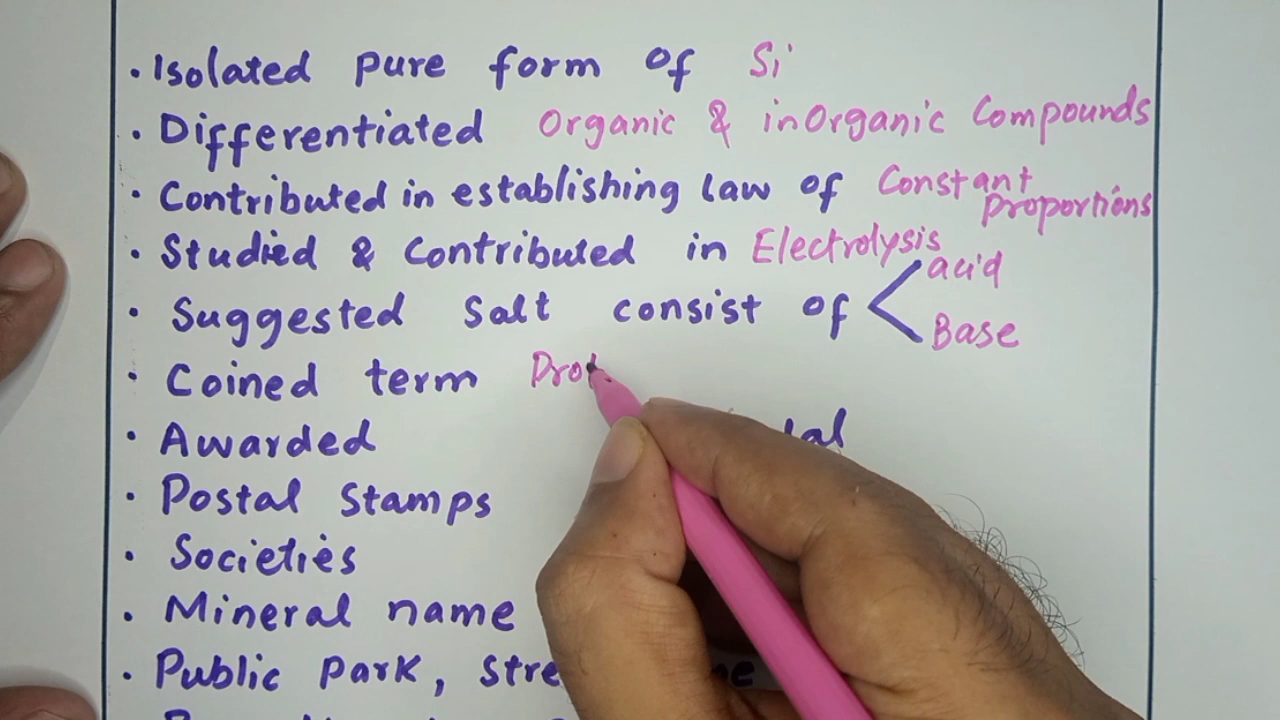 • Isolated pure form of Si
• Differentiated Organic & inOrganic Compounds
• Contributed in establishing law of Constant proportions
• Studied & Contributed in Electrolysis
• Suggested Salt consist of < acid
Base
• Coined term Pro
• Awarded
• Postal Stamps
• Societies
• Mineral name
• Public park,